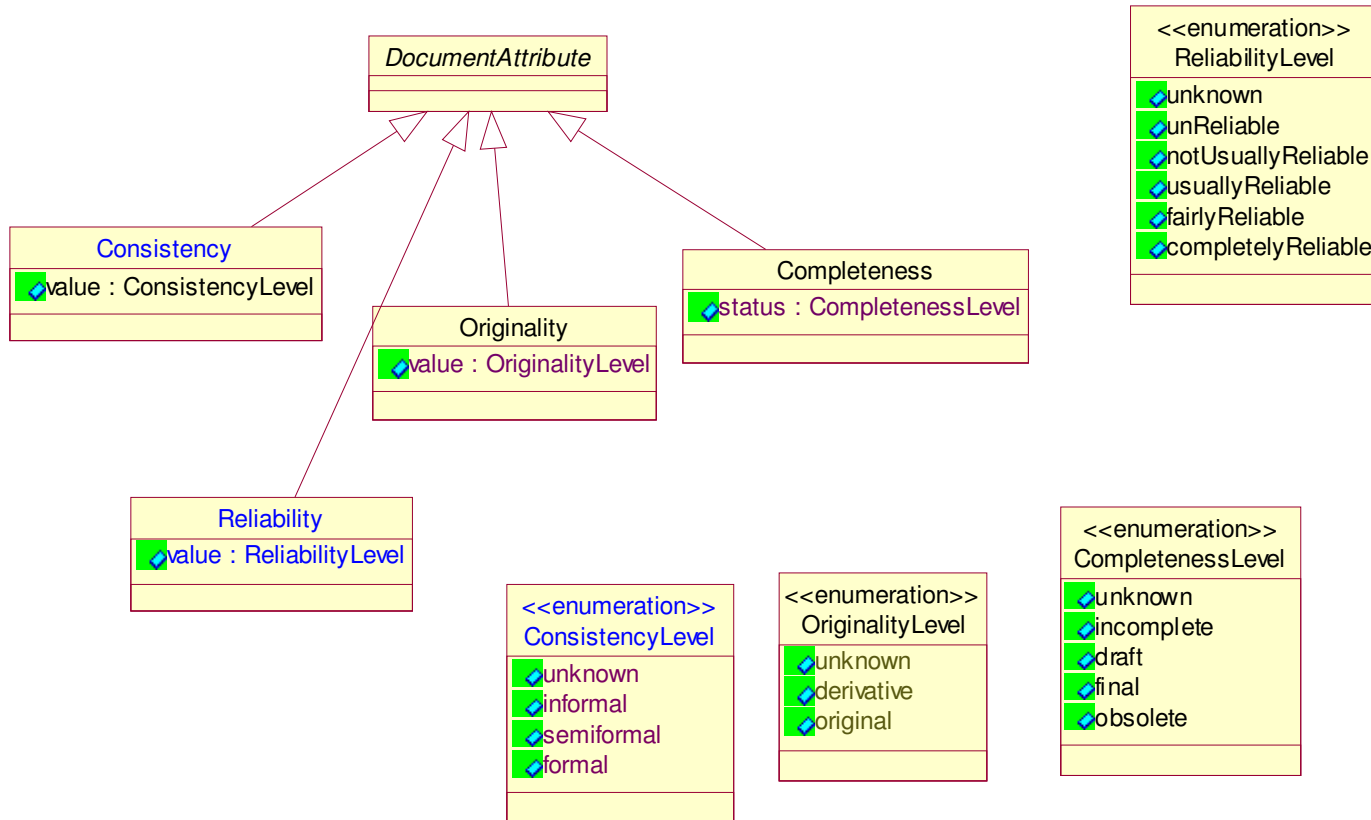 DocumentAttribute
<<enumeration>>
ReliabilityLevel
unknown
unReliable
notUsuallyReliable
usuallyReliable
fairlyReliable
completelyReliable
Consistency
value : ConsistencyLevel
Originality
value : OriginalityLevel
Completeness
status : CompletenessLevel
Reliability
value : ReliabilityLevel
<<enumeration>>
ConsistencyLevel
unknown
informal
semiformal
formal
<<enumeration>>
OriginalityLevel
unknown
derivative
original
<<enumeration>>
CompletenessLevel
unknown
incomplete
draft
final
obsolete